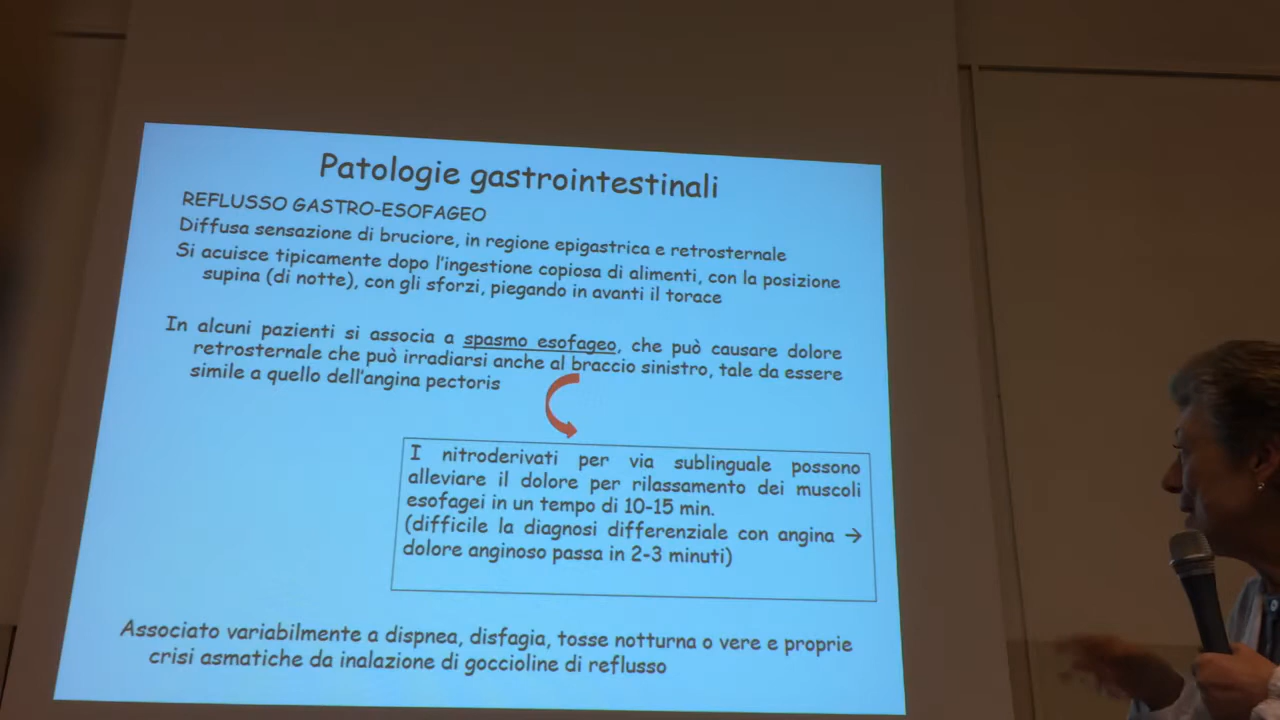 Patologie gastrointestinali
REFLUSSO GASTRO-ESOFAGEO
Diffusa sensazione di bruciore, in regione epigastrica e retrosternale
Si acuisce tipicamente dopo l'ingestione copiosa di alimenti, con la posizione
supina (di notte), con gli sforzi, piegando in avanti il torace
In alcuni pazienti si associa a spasmo esofageo, che può causare dolore
retrosternale che può irradiarsi anche al braccio sinistro, tale da essere
simile a quello dell'angina pectoris
I nitroderivati per via sublinguale possono
alleviare il dolore per rilassamento dei muscoli
esofagei in un tempo di 10-15 min.
(difficile la diagnosi differenziale con angina →
dolore anginoso passa in 2-3 minuti)
Associato variabilmente a dispnea, disfagia, tosse notturna o vere e proprie
crisi asmatiche da inalazione di goccioline di reflusso